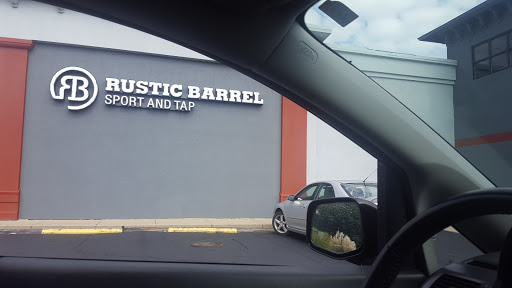 RB RUSTIC BARREL
SPORT AND TAP